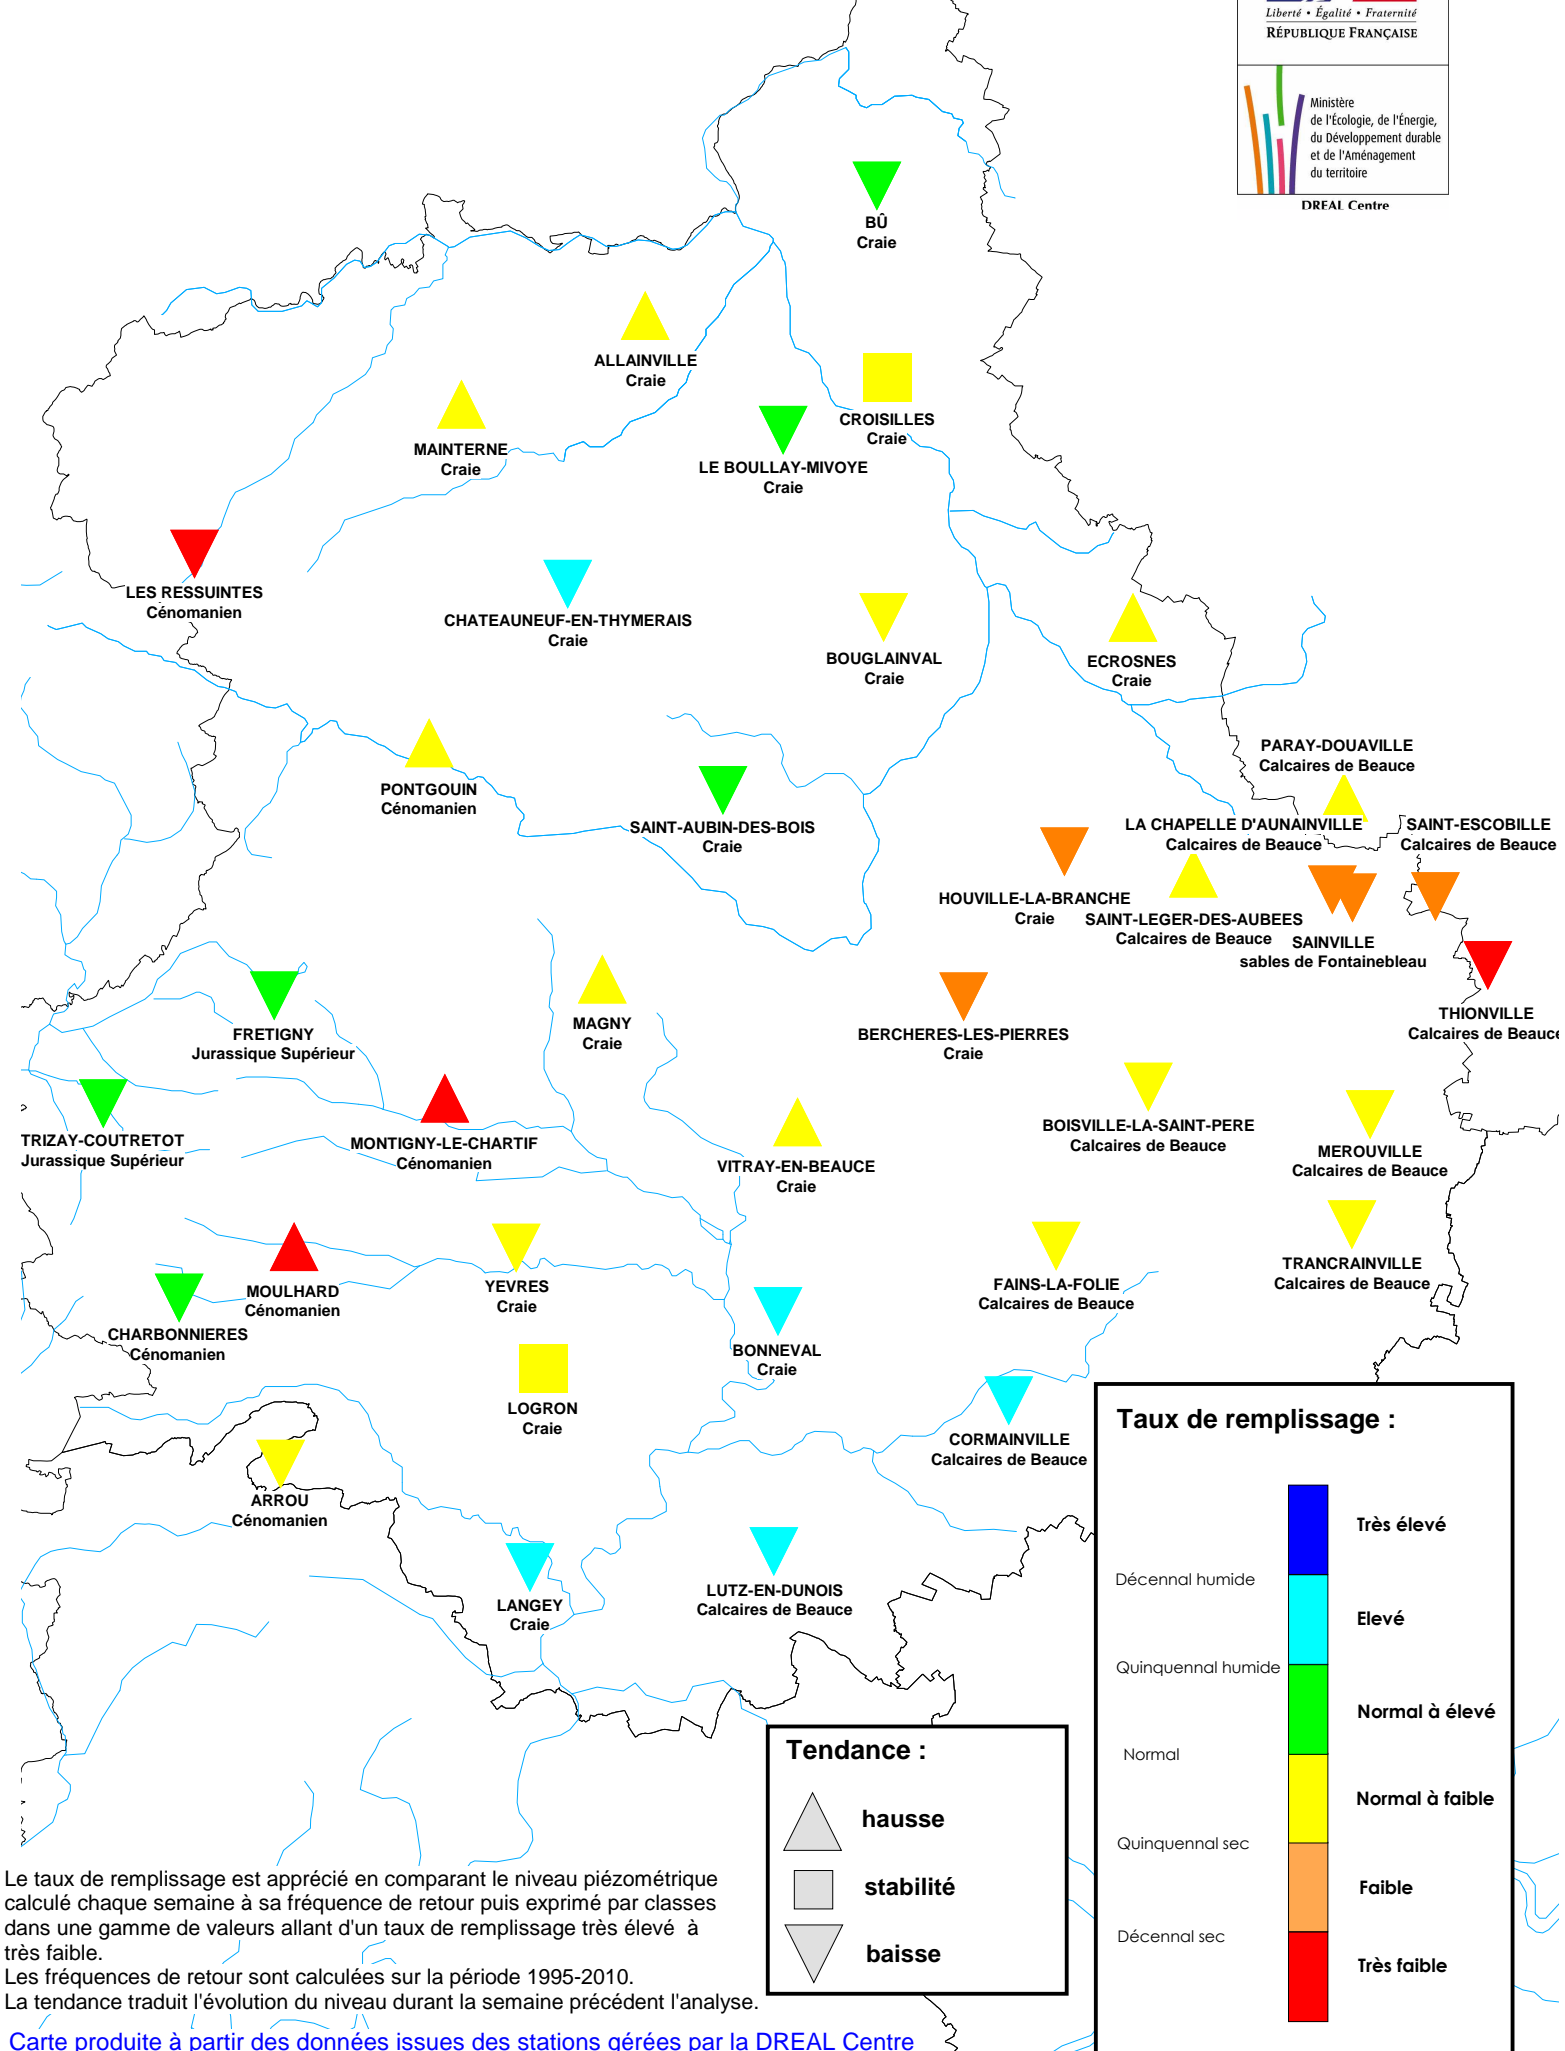 Liberté • Égalité • Fraternité
RÉPUBLIQUE FRANÇAISE
Ministère
de l'Écologie, de l'Énergie,
du Développement durable
et de l'Aménagement
du territoire
DREAL Centre
BÛ
Craie
ALLAINVILLE
Craie
CROISILLES
Craie
MAINTERNE
Craie
LE BOULLAY-MIVOYE
Craie
LES RESSUINTES
Cénomanien
CHATEAUNEUF-EN-THYMERAIS
Craie
BOUGLAINVAL
Craie
ECROSNES
Craie
PARAY-DOUAVILLE
Calcaires de Beauce
PONTGOUIN
Cénomanien
SAINT-AUBIN-DES-BOIS
Craie
LA CHAPELLE D'AUNAINVILLE
Calcaires de Beauce
SAINT-ESCOBILLE
Calcaires de Beauce
HOUVILLE-LA-BRANCHE
Craie
SAINT-LEGER-DES-AUBEES
Calcaires de Beauce
SAINVILLE
sables de Fontainebleau
THIONVILLE
Calcaires de Beauce
FRETIGNY
Jurassique Supérieur
MAGNY
Craie
BERCHERES-LES-PIERRES
Craie
TRIZAY-COUTRETOT
Jurassique Supérieur
MONTIGNY-LE-CHARTIF
Cénomanien
VITRAY-EN-BEAUCE
Craie
BOISVILLE-LA-SAINT-PERE
Calcaires de Beauce
MEROUVILLE
Calcaires de Beauce
MOULHARD
Cénomanien
YEVRES
Craie
FAINS-LA-FOLIE
Calcaires de Beauce
TRANCRAINVILLE
Calcaires de Beauce
CHARBONNIERES
Cénomanien
BONNEVAL
Craie
LOGRON
Craie
CORMAINVILLE
Calcaires de Beauce
ARROU
Cénomanien
LANGEY
Craie
LUTZ-EN-DUNOIS
Calcaires de Beauce
Taux de remplissage :
Très élevé
Décennal humide
Elevé
Quinquennal humide
Normal à élevé
Normal
Normal à faible
Quinquennal sec
Faible
Décennal sec
Très faible
Tendance :
hausse
stabilité
baisse
Le taux de remplissage est apprécié en comparant le niveau piézométrique
calculé chaque semaine à sa fréquence de retour puis exprimé par classes
dans une gamme de valeurs allant d'un taux de remplissage très élevé à
très faible.
Les fréquences de retour sont calculées sur la période 1995-2010.
La tendance traduit l'évolution du niveau durant la semaine précédent l'analyse.
Carte produite à partir des données issues des stations gérées par la DREAL Centre